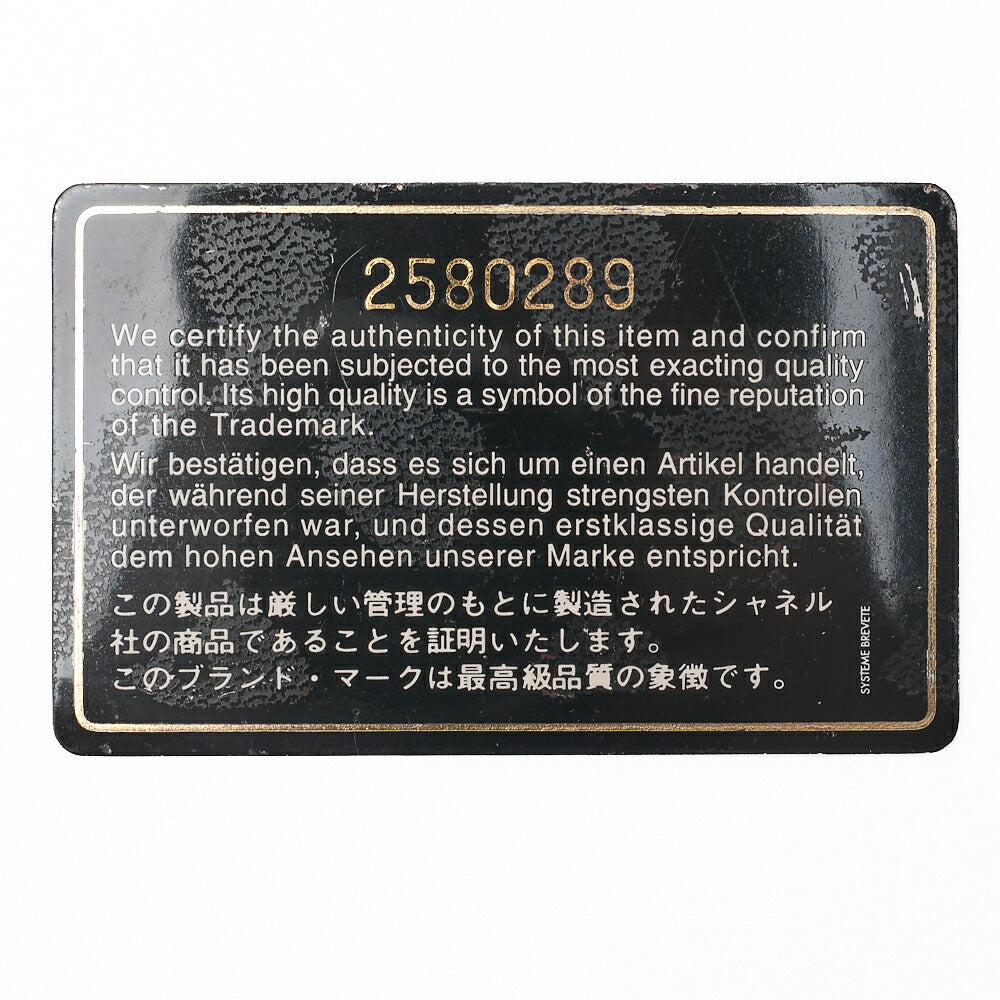 2580289
We certify the authenticity of this item and confirm
that it has been subjected to the most exacting quality
control. Its high quality is a symbol of the fine reputation
of the Trademark.
Wir bestätigen, dass es sich um einen Artikel handelt,
der während seiner Herstellung strengsten Kontrollen
unterworfen war, und dessen erstklassige Qualität
dem hohen Ansehen unserer Marke entspricht.
この製品は厳しい管理のもとに製造されたシャネル
社の商品であることを証明いたします。
このブランド・マークは最高級品質の象徴です。
SYSTEME BREVETE